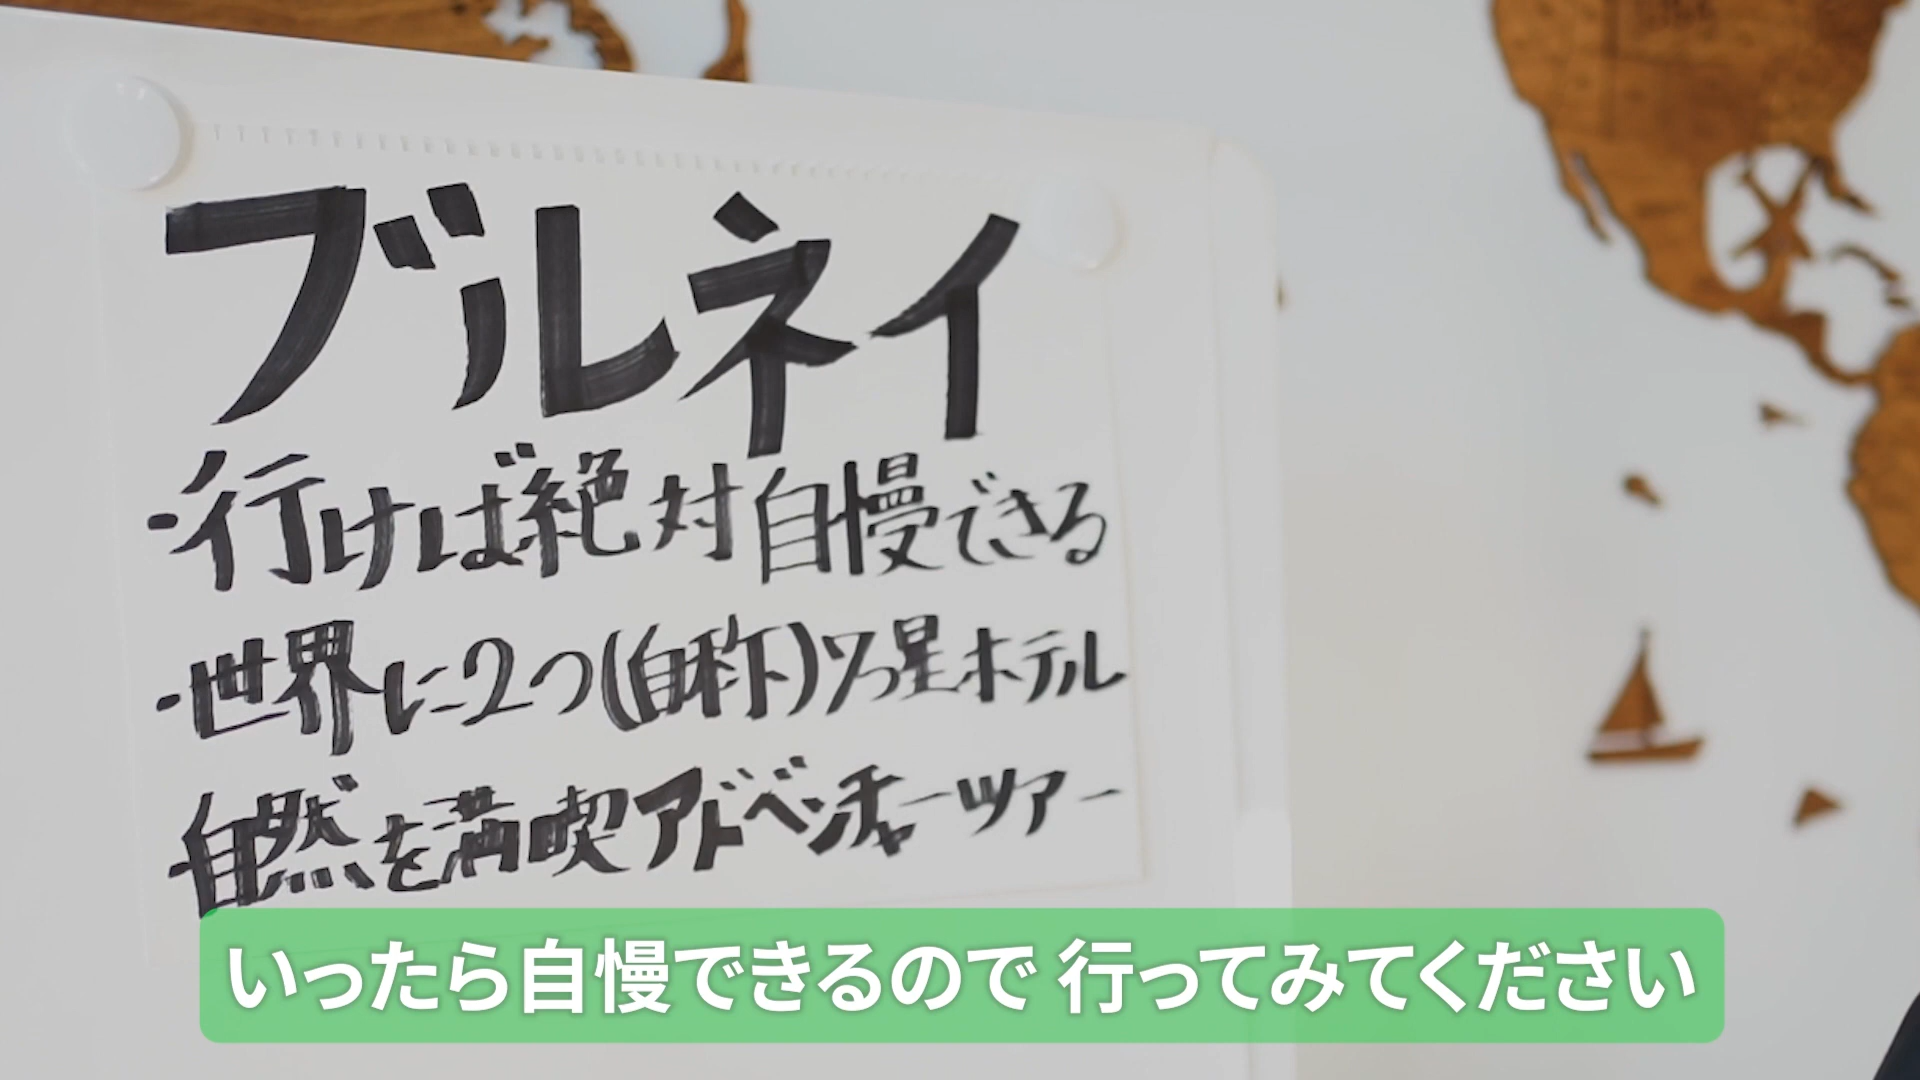 ブルネイ
・行けば絶対自慢できる
・世界に2つ(自称)7つ星ホテル
・自然を満喫アドベンチャーツアー
いったら自慢できるので 行ってみてください